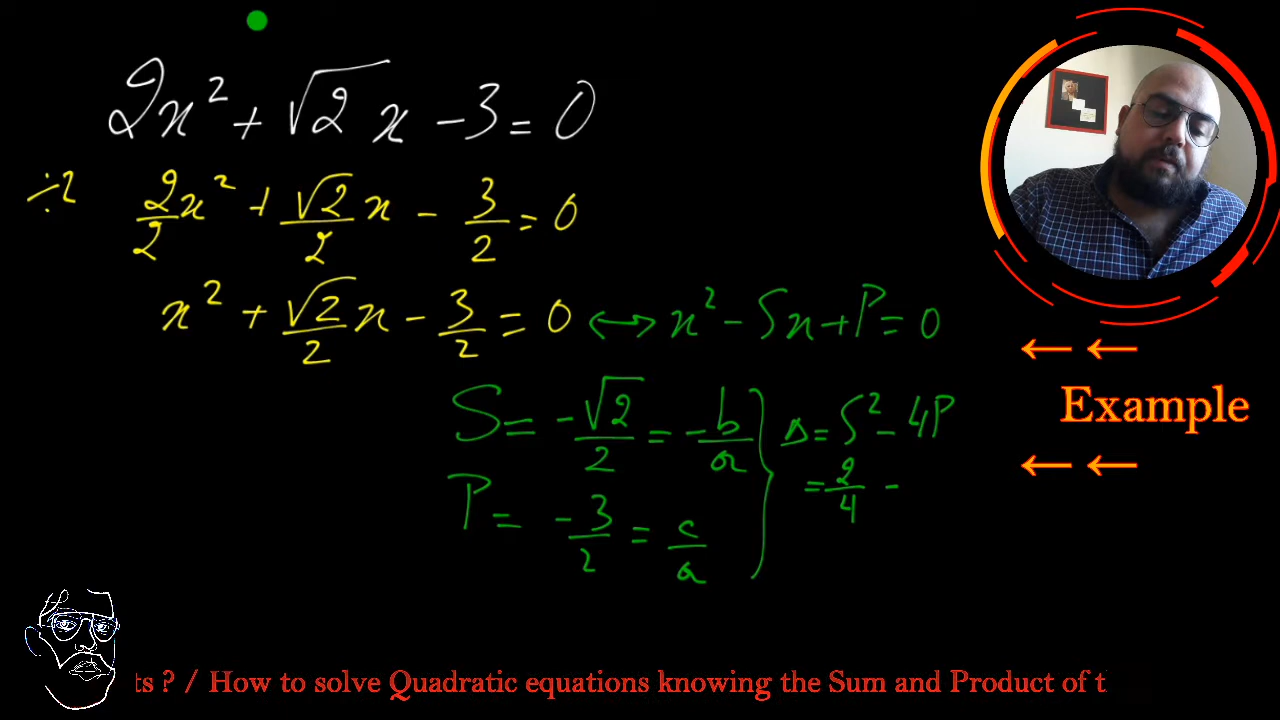 2x² + √2 x - 3 = 0
÷2 2/2 x² + √2/2 x - 3/2 = 0
x² + √2/2 x - 3/2 = 0 ↔ x² - Sx + P = 0
S = -√2/2 = -b/a } Δ = S² - 4P
= 2/4 -
P = -3/2 = c/a
← ←
Example
← ←
ts ? / How to solve Quadratic equations knowing the Sum and Product of t